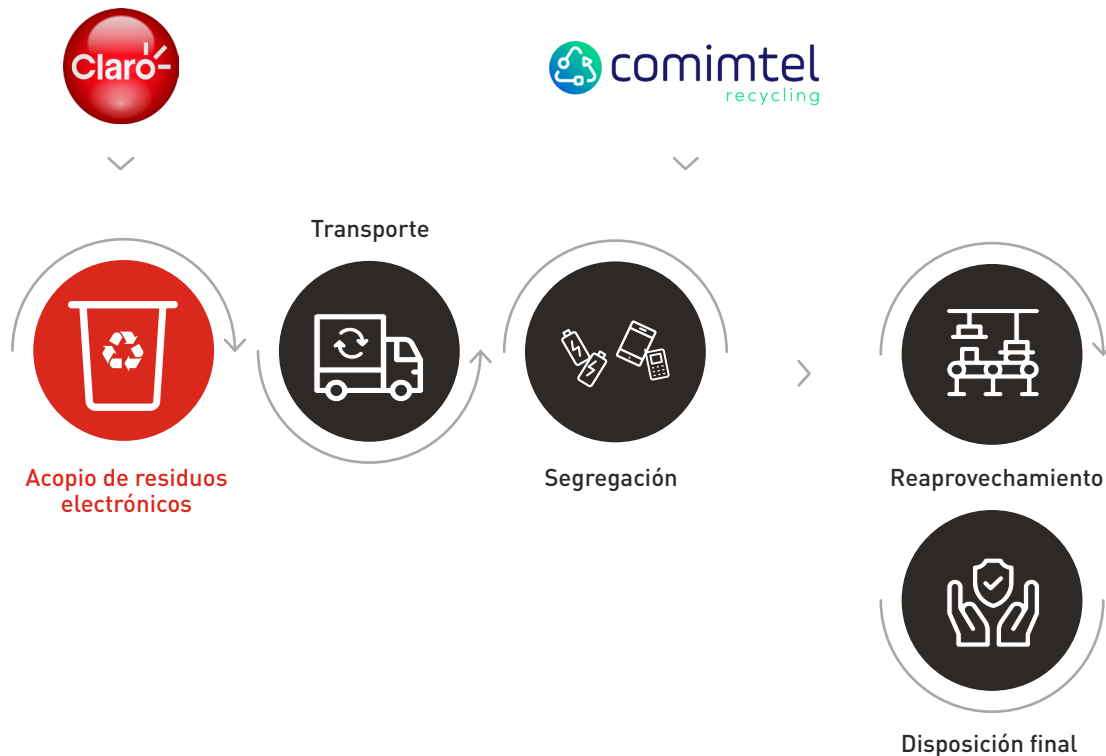 Claro
comimtel
recycling
Transporte
Acopio de residuos
electrónicos
Segregación
Reaprovechamiento
Disposición final